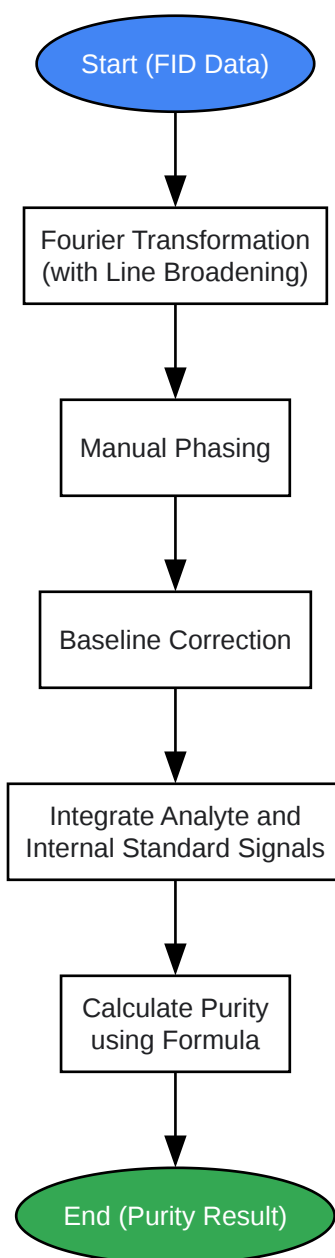 Start (FID Data)
Fourier Transformation
(with Line Broadening)
Manual Phasing
Baseline Correction
Integrate Analyte and
Internal Standard Signals
Calculate Purity
using Formula
End (Purity Result)